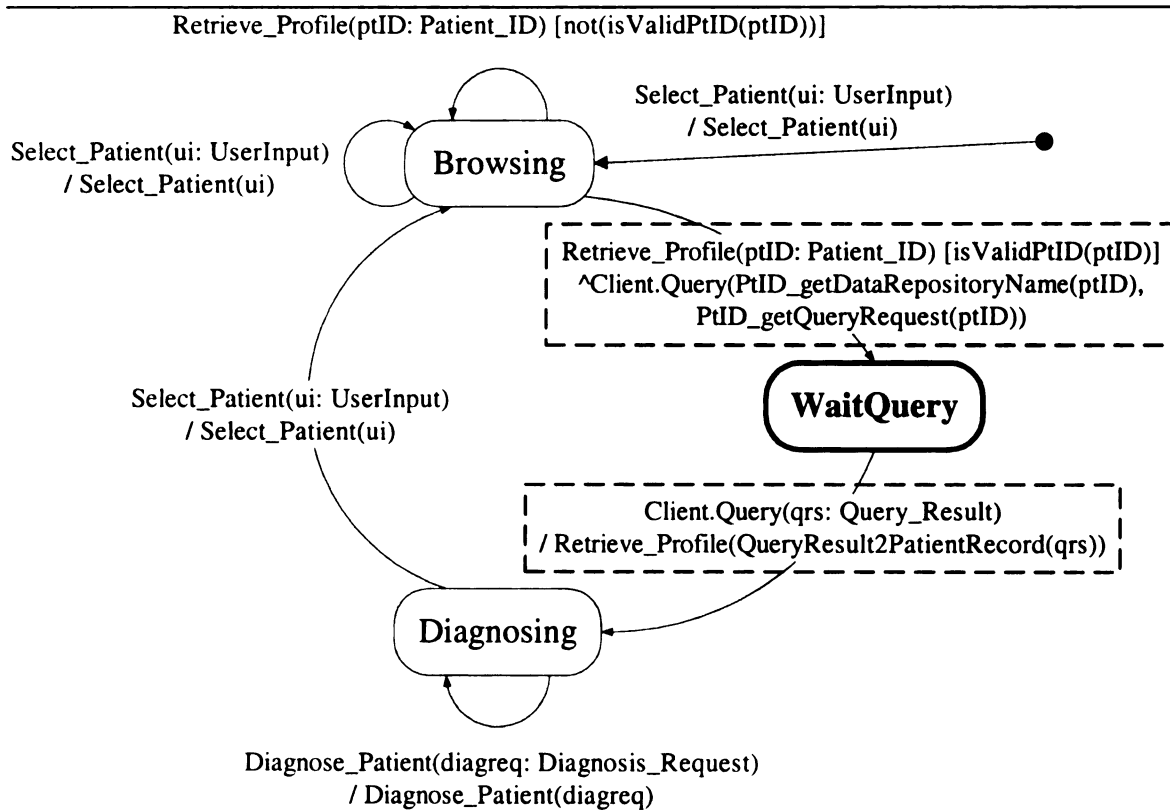 Retrieve_Profile(ptID: Patient_ID) [not(isValidPtID(ptID))]
Select_Patient(ui: UserInput)
/ Select_Patient(ui)
Select_Patient(ui: UserInput)
/ Select_Patient(ui)
Browsing
Retrieve_Profile(ptID: Patient_ID) [isValidPtID(ptID)]
^Client.Query(PtID_getDataRepositoryName(ptID),
PtID_getQueryRequest(ptID))
Select_Patient(ui: UserInput)
/ Select_Patient(ui)
WaitQuery
Client.Query(qrs: Query_Result)
/ Retrieve_Profile(QueryResult2PatientRecord(qrs))
Diagnosing
Diagnose_Patient(diagreq: Diagnosis_Request)
/ Diagnose_Patient(diagreq)